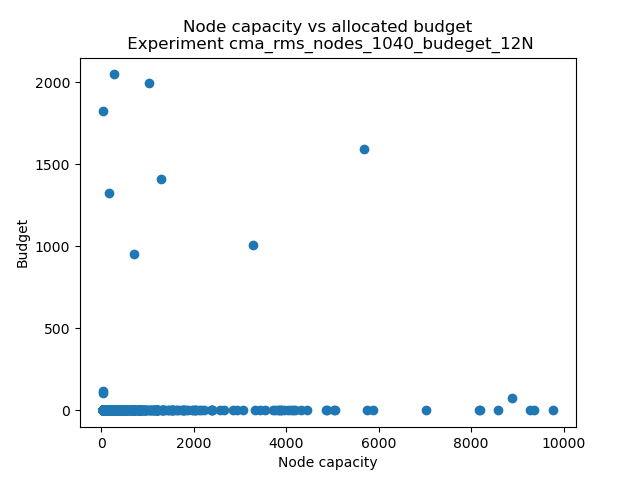 Node capacity vs allocated budget
Experiment cma_rms_nodes_1040_budeget_12N
2000
1500
1000
500
0
Budget
0 2000 4000 6000 8000 10000
Node capacity